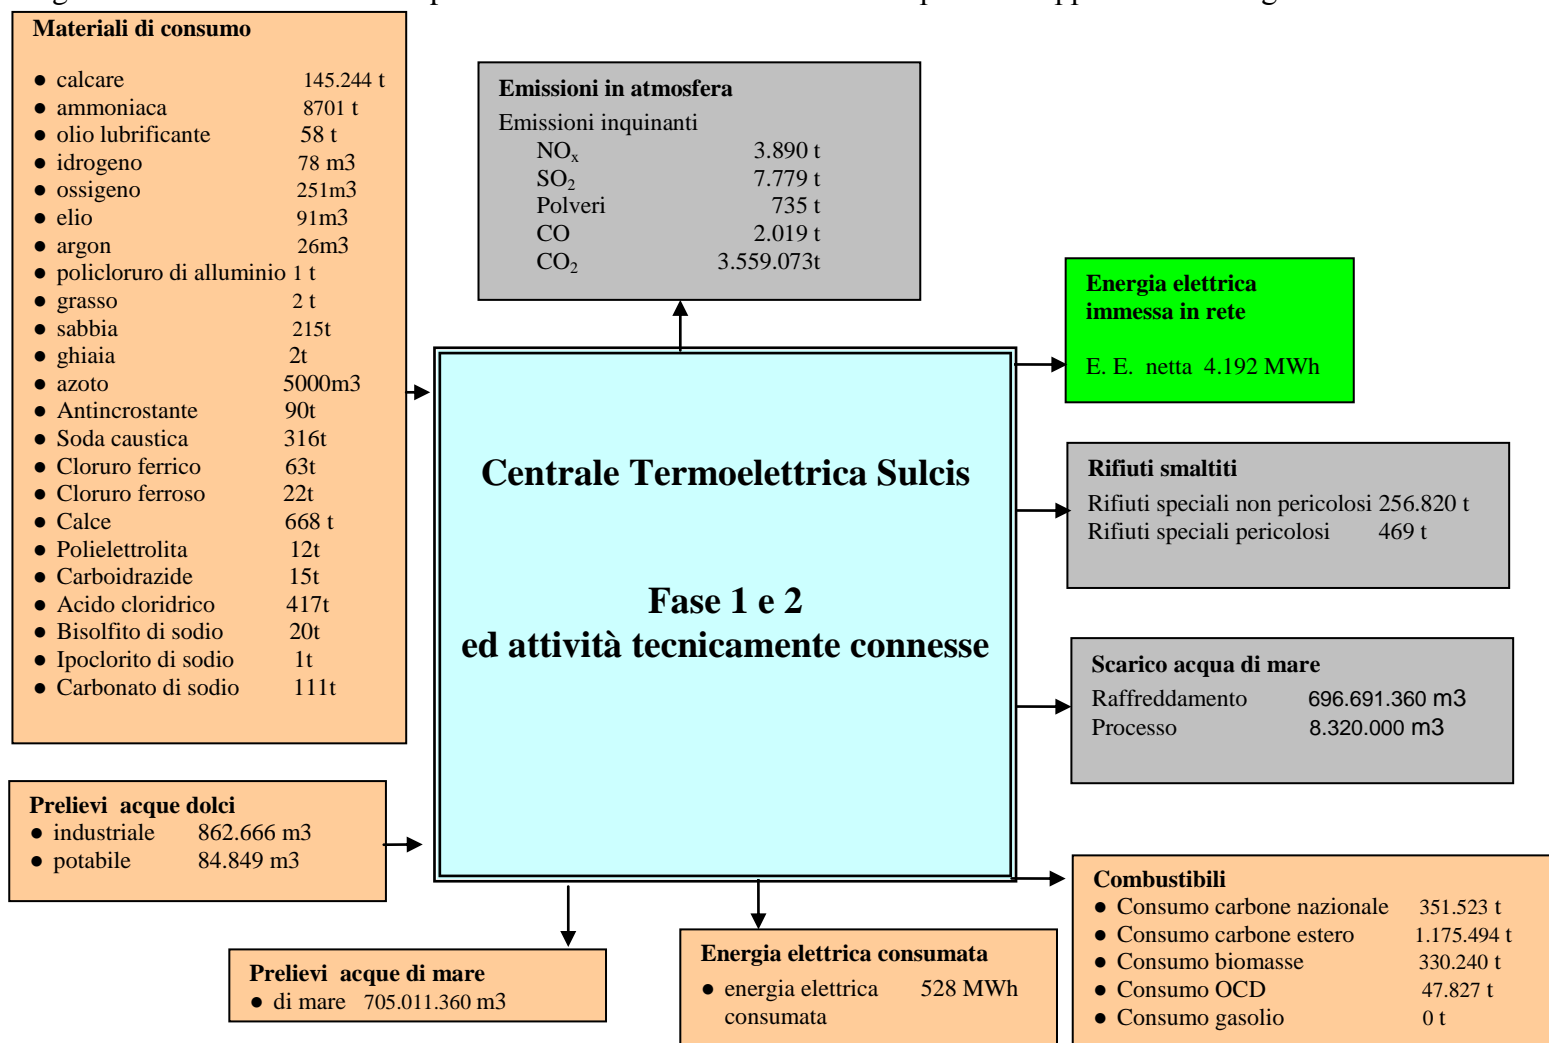 Materiali di consumo
● calcare 145.244 t
● ammoniaca 8701 t
● olio lubrificante 58 t
● idrogeno 78 m3
● ossigeno 251m3
● elio 91m3
● argon 26m3
● policloruro di alluminio 1 t
● grasso 2 t
● sabbia 215t
● ghiaia 2t
● azoto 5000m3
● Antincrostante 90t
● Soda caustica 316t
● Cloruro ferrico 63t
● Cloruro ferroso 22t
● Calce 668 t
● Polielettrolita 12t
● Carboidrazide 15t
● Acido cloridrico 417t
● Bisolfito di sodio 20t
● Ipoclorito di sodio 1t
● Carbonato di sodio 111t
Emissioni in atmosfera
Emissioni inquinanti
NOx 3.890 t
SO2 7.779 t
Polveri 735 t
CO 2.019 t
CO2 3.559.073t
Energia elettrica
immessa in rete
E. E. netta 4.192 MWh
Centrale Termoelettrica Sulcis
Fase 1 e 2
ed attività tecnicamente connesse
Rifiuti smaltiti
Rifiuti speciali non pericolosi 256.820 t
Rifiuti speciali pericolosi 469 t
Scarico acqua di mare
Raffreddamento 696.691.360 m3
Processo 8.320.000 m3
Prelievi acque dolci
● industriale 862.666 m3
● potabile 84.849 m3
Prelievi acque di mare
● di mare 705.011.360 m3
Energia elettrica consumata
● energia elettrica 528 MWh
consumata
Combustibili
● Consumo carbone nazionale 351.523 t
● Consumo carbone estero 1.175.494 t
● Consumo biomasse 330.240 t
● Consumo OCD 47.827 t
● Consumo gasolio 0 t